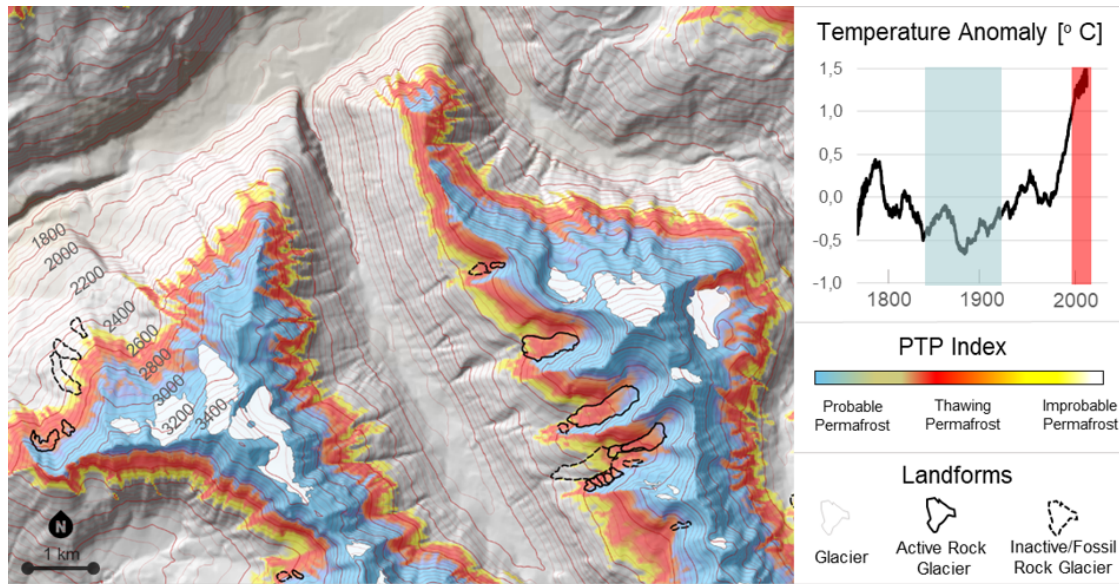 1800
2000
2200
2400
2600
2800
3000
3200
3400
N
1 km
Temperature Anomaly [º C]
1,5
1,0
0,5
0,0
-0,5
-1,0
1800
1900
2000
PTP Index
Probable Permafrost
Thawing Permafrost
Improbable Permafrost
Landforms
Glacier
Active Rock Glacier
Inactive/Fossil Rock Glacier